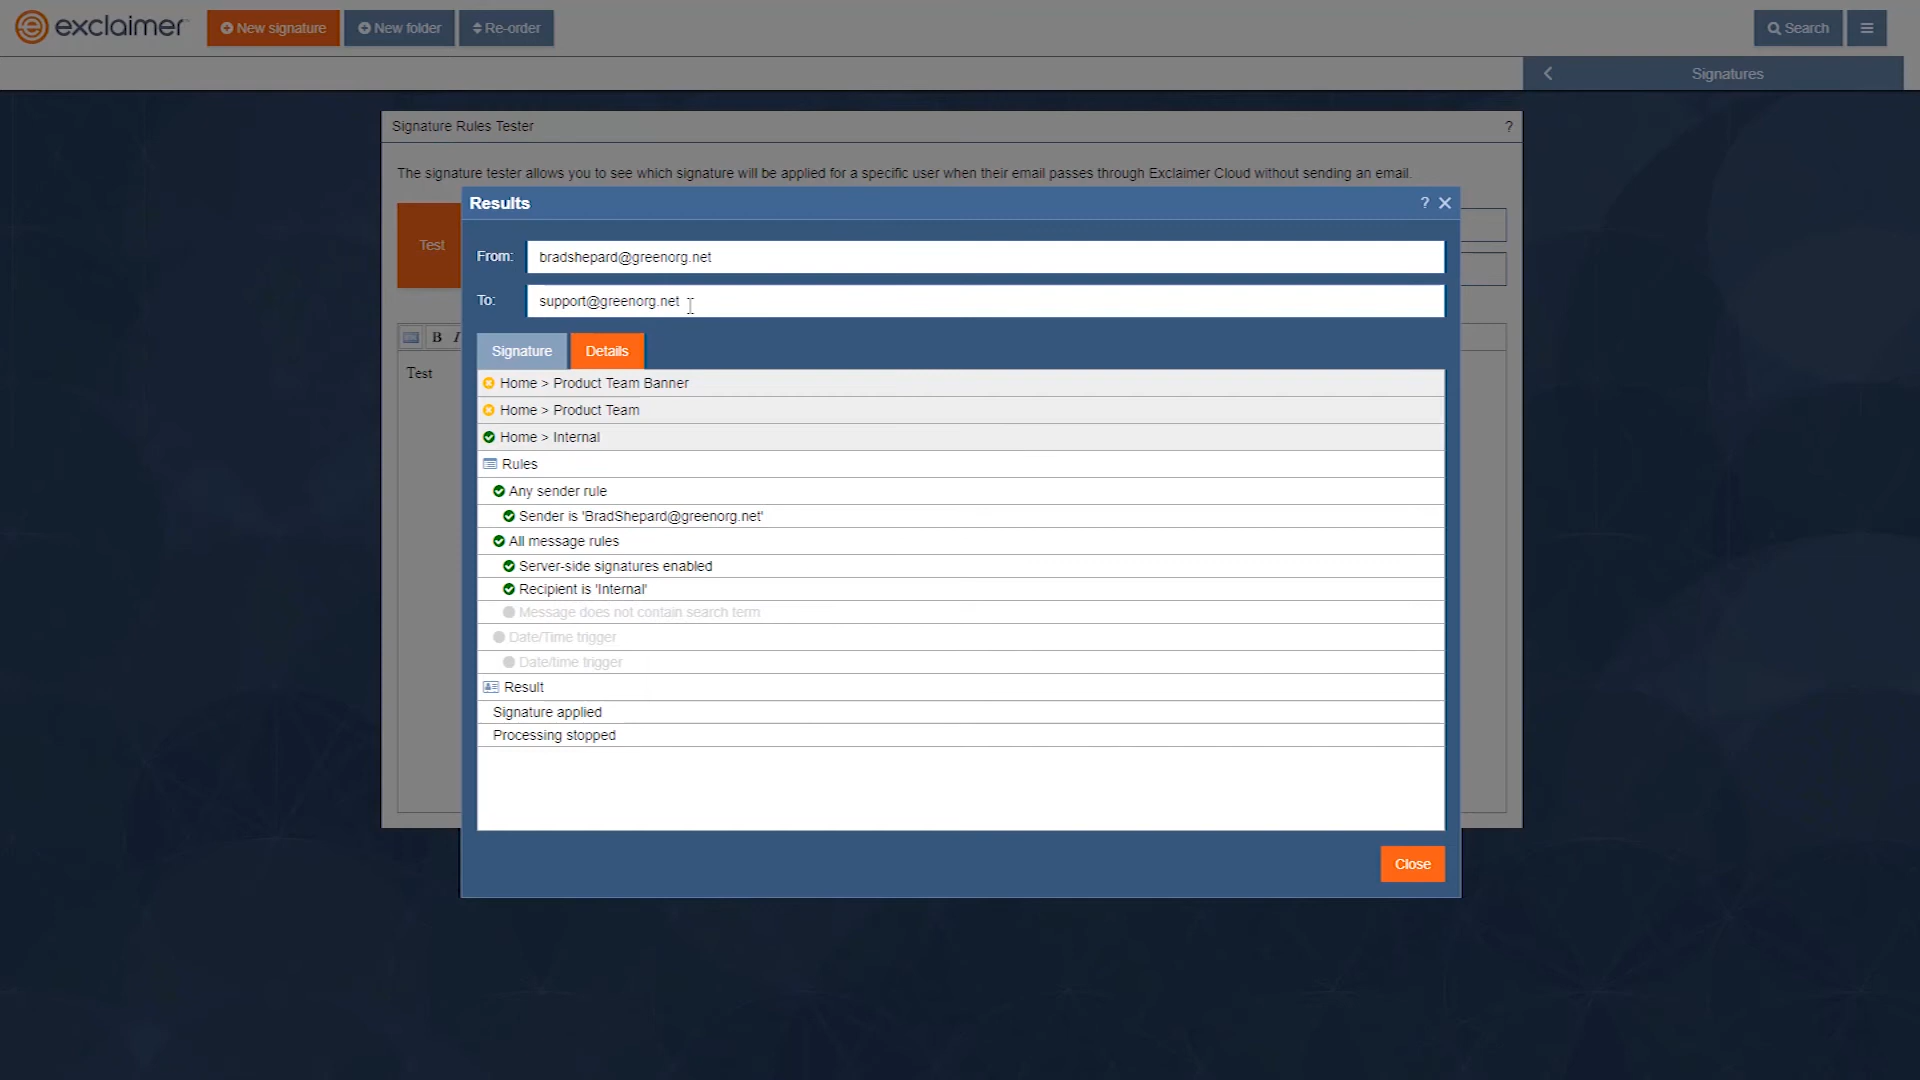 exclaimer
New signature
New folder
Re-order
Search
Signatures
Signature Rules Tester
?
The signature tester allows you to see which signature will be applied for a specific user when their email passes through Exclaimer Cloud without sending an email.
Test
Results
?
From: bradshepard@greenorg.net
To: support@greenorg.net
B I
Signature Details
Test
Home > Product Team Banner
Home > Product Team
Home > Internal
Rules
Any sender rule
Sender is 'BradShepard@greenorg.net'
All message rules
Server-side signatures enabled
Recipient is 'Internal'
Message does not contain search term
Date/Time trigger
Date/time trigger
Result
Signature applied
Processing stopped
Close